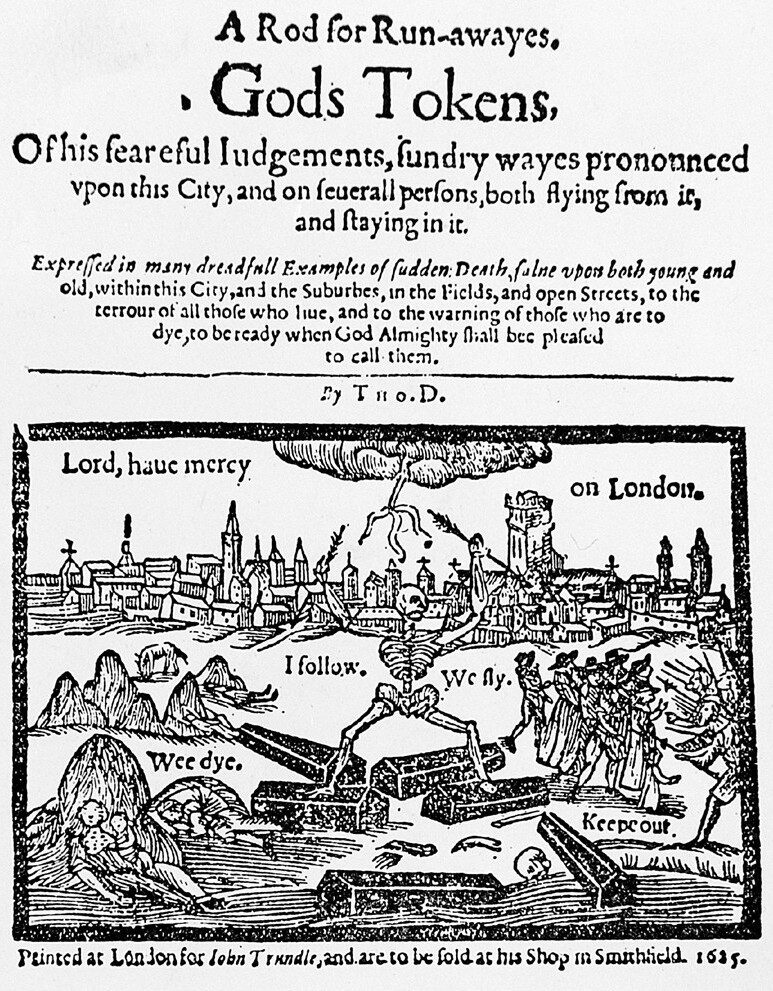 A Rod for Run-awayes.
Gods Tokens,
Of his feareful Iudgements, ſundry wayes pronounced
vpon this City, and on ſeuerall perſons, both flying from it,
and ſtaying in it.
Expreſſed in many dreadfull Examples of ſudden Death, falne vpon both young and
old, within this City, and the Suburbes, in the Fields, and open Streets, to the
terrour of all thoſe who liue, and to the warning of thoſe who are to
dye, to be ready when God Almighty ſhall bee pleaſed
to call them.
By Tho. D.
Lord, haue mercy
on London.
I follow.
We fly.
Wee dye.
Keepe out.
Printed at London for Iohn Trundle, and are to be ſold at his Shop in Smithfield. 1625.